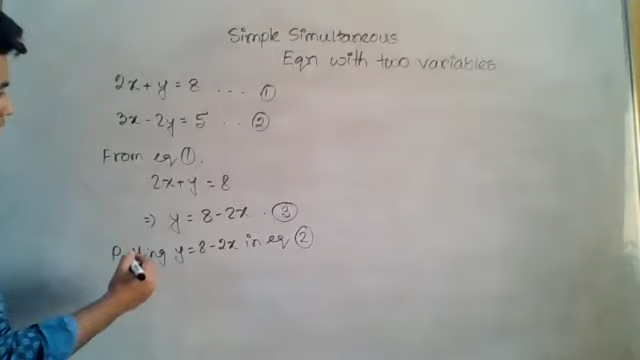 Simple Simultaneous
Eqn with two variables
2x + y = 8 ... ①
3x - 2y = 5 .. ②
From eq ①,
2x + y = 8
=> y = 8 - 2x . ③
y = 8 - 2x in eq ②